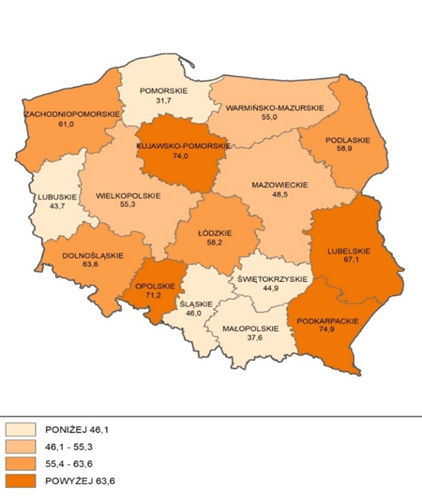 POMORSKIE
31,7
ZACHODNIOPOMORSKIE
61,0
WARMIŃSKO-MAZURSKIE
55,0
PODLASKIE
58,9
KUJAWSKO-POMORSKIE
74,0
LUBUSKIE
43,7
WIELKOPOLSKIE
55,3
MAZOWIECKIE
48,5
ŁÓDZKIE
58,2
LUBELSKIE
67,1
DOLNOŚLĄSKIE
63,6
OPOLSKIE
71,2
ŚLĄSKIE
46,0
ŚWIĘTOKRZYSKIE
44,9
MAŁOPOLSKIE
37,6
PODKARPACKIE
74,9
PONIŻEJ 46,1
46,1 - 55,3
55,4 - 63,6
POWYŻEJ 63,6